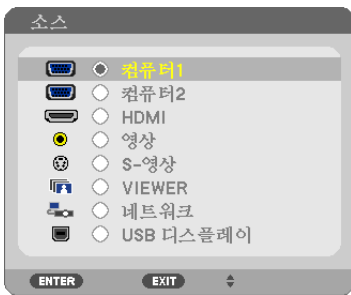 소스
컴퓨터1
컴퓨터2
HDMI
영상
S-영상
VIEWER
네트워크
USB 디스플레이
ENTER EXIT